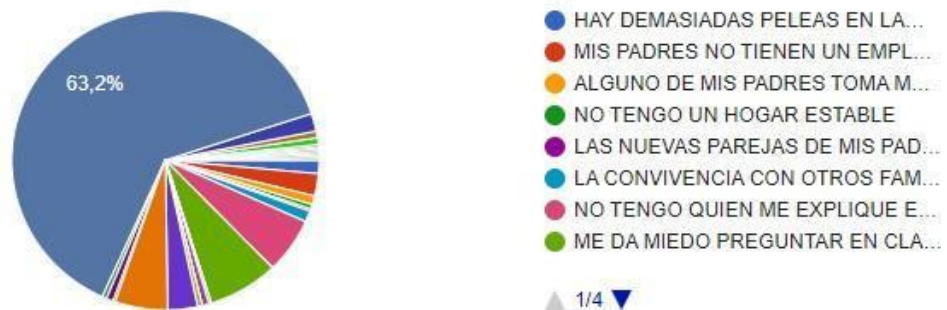 63,2%
HAY DEMASIADAS PELEAS EN LA...
MIS PADRES NO TIENEN UN EMPL...
ALGUNO DE MIS PADRES TOMA M...
NO TENGO UN HOGAR ESTABLE
LAS NUEVAS PAREJAS DE MIS PAD...
LA CONVIVENCIA CON OTROS FAM...
NO TENGO QUIEN ME EXPLIQUE E...
ME DA MIEDO PREGUNTAR EN CLA...
1/4